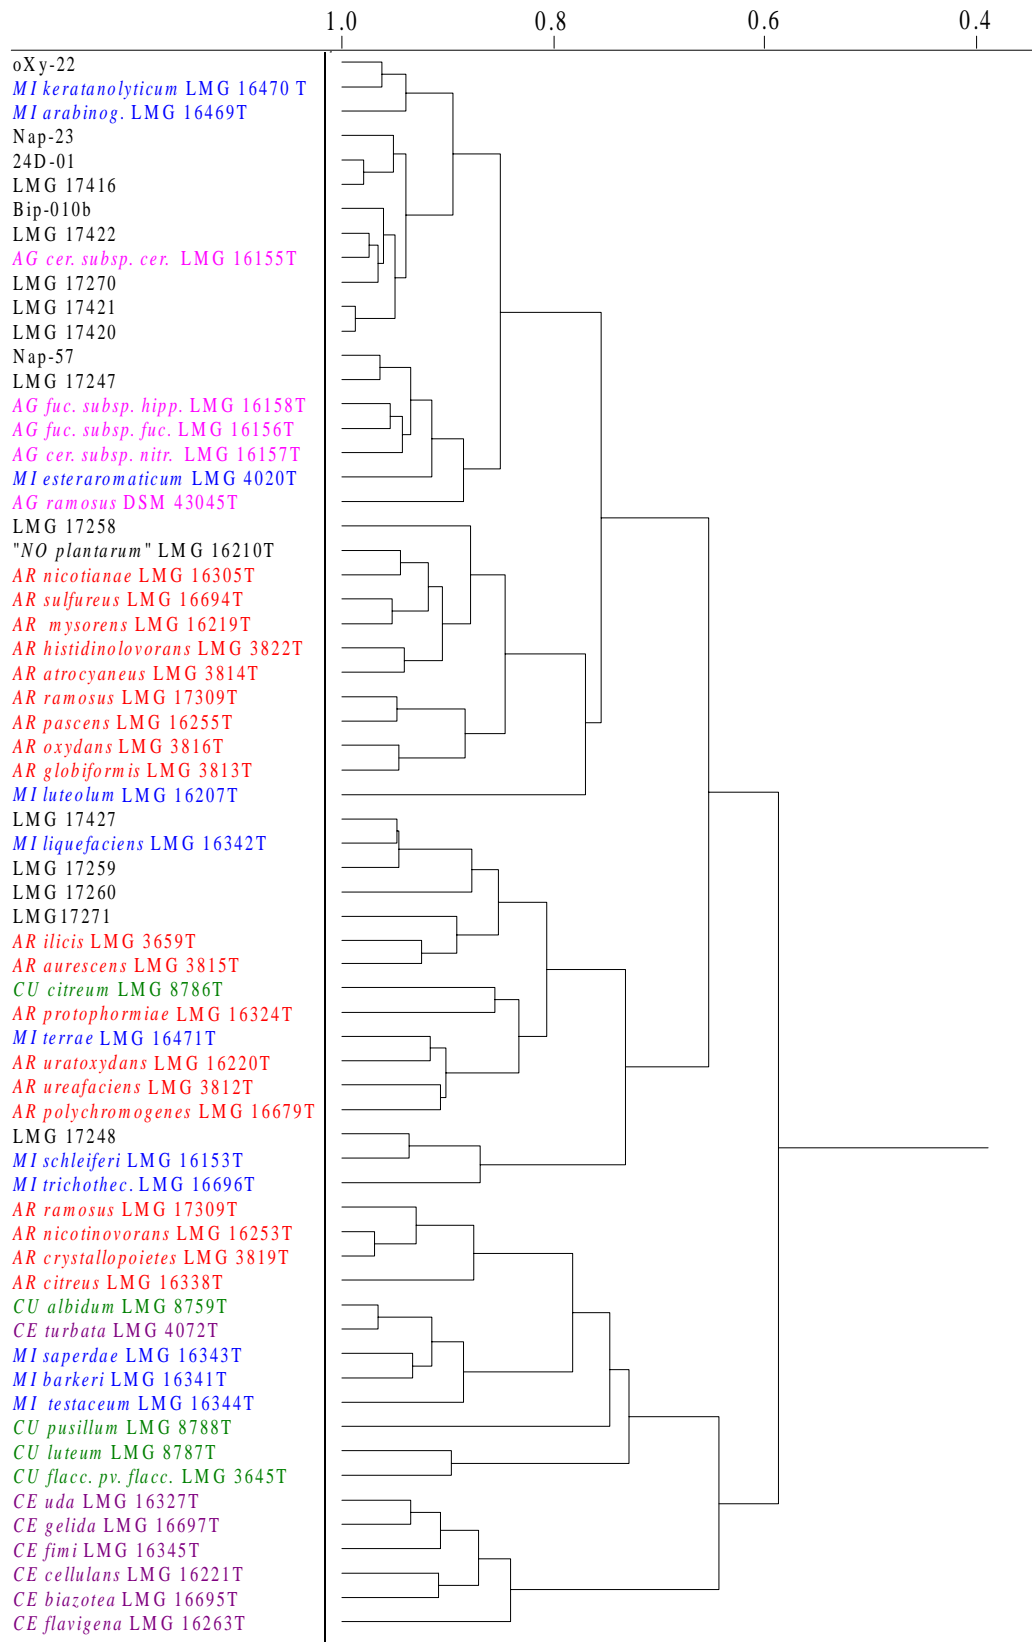 1.0 0.8 0.6 0.4
oXy-22
MI keratanolyticum LMG 16470 T
MI arabinog. LMG 16469T
Nap-23
24D-01
LMG 17416
Bip-010b
LMG 17422
AG cer. subsp. cer. LMG 16155T
LMG 17270
LMG 17421
LMG 17420
Nap-57
LMG 17247
AG fuc. subsp. hipp. LMG 16158T
AG fuc. subsp. fuc. LMG 16156T
AG cer. subsp. nitr. LMG 16157T
MI esteraromaticum LMG 4020T
AG ramosus DSM 43045T
LMG 17258
"NO plantarum" LMG 16210T
AR nicotianae LMG 16305T
AR sulfureus LMG 16694T
AR mysorens LMG 16219T
AR histidinolovorans LMG 3822T
AR atrocyaneus LMG 3814T
AR ramosus LMG 17309T
AR pascens LMG 16255T
AR oxydans LMG 3816T
AR globiformis LMG 3813T
MI luteolum LMG 16207T
LMG 17427
MI liquefaciens LMG 16342T
LMG 17259
LMG 17260
LMG17271
AR ilicis LMG 3659T
AR aurescens LMG 3815T
CU citreum LMG 8786T
AR protophormiae LMG 16324T
MI terrae LMG 16471T
AR uratoxydans LMG 16220T
AR ureafaciens LMG 3812T
AR polychromogenes LMG 16679T
LMG 17248
MI schleiferi LMG 16153T
MI trichothec. LMG 16696T
AR ramosus LMG 17309T
AR nicotinovorans LMG 16253T
AR crystallopoietes LMG 3819T
AR citreus LMG 16338T
CU albidum LMG 8759T
CE turbata LMG 4072T
MI saperdae LMG 16343T
MI barkeri LMG 16341T
MI testaceum LMG 16344T
CU pusillum LMG 8788T
CU luteum LMG 8787T
CU flacc. pv. flacc. LMG 3645T
CE uda LMG 16327T
CE gelida LMG 16697T
CE fimi LMG 16345T
CE cellulans LMG 16221T
CE biazotea LMG 16695T
CE flavigena LMG 16263T